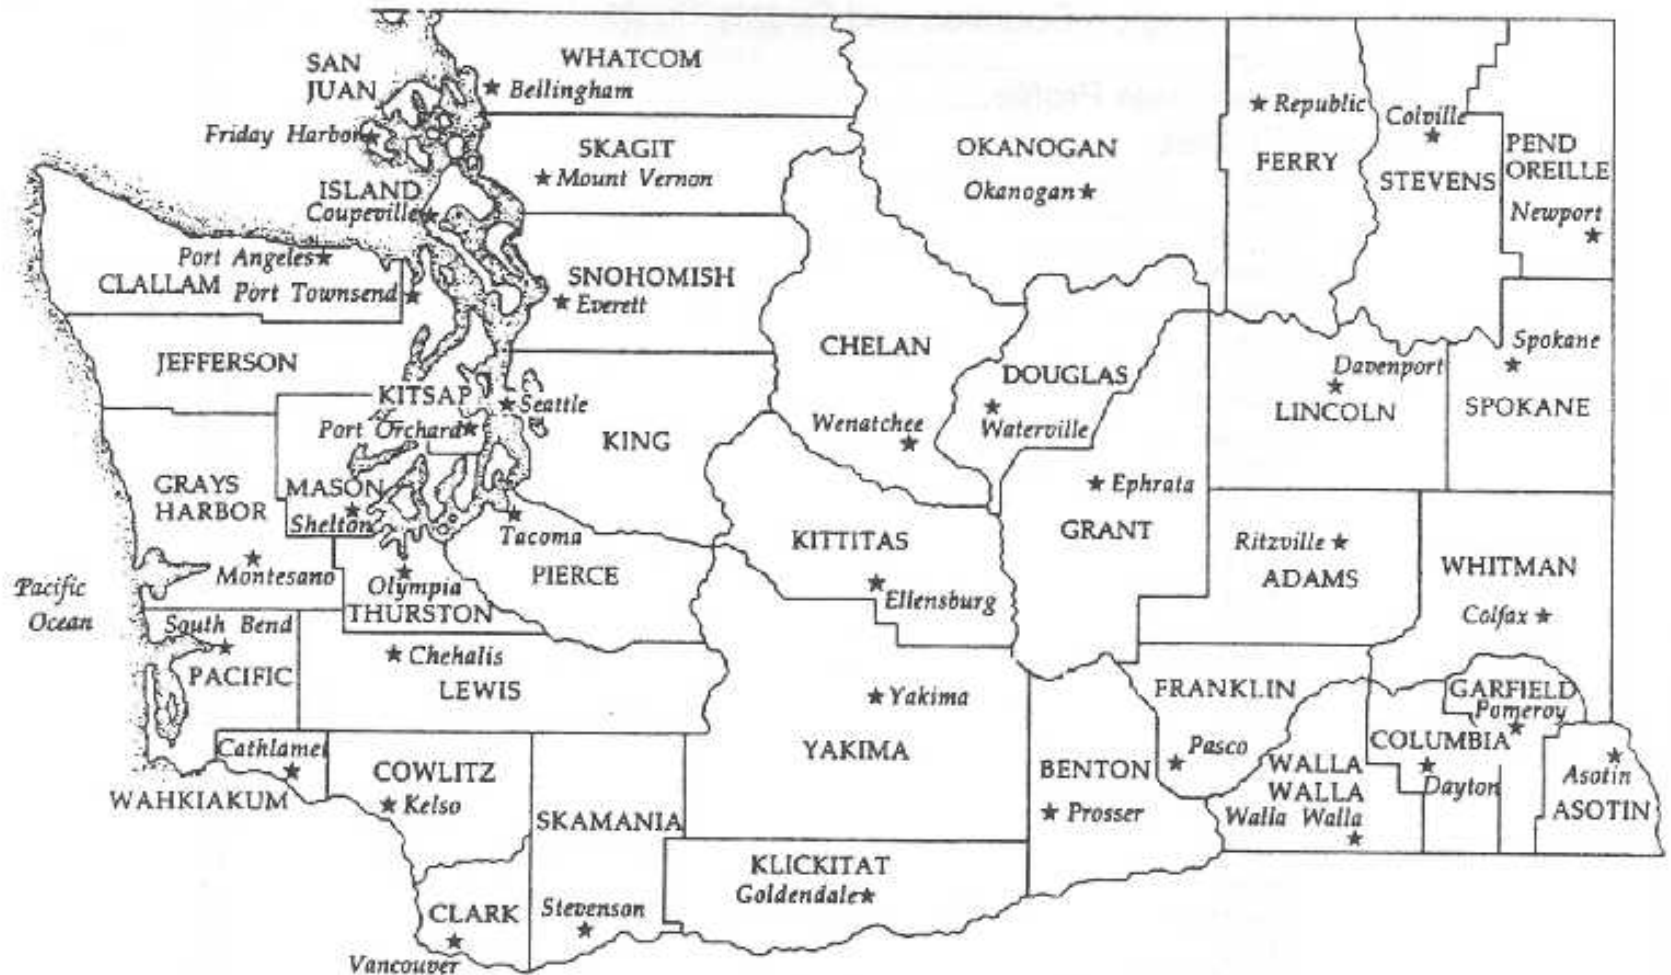 SAN
JUAN
WHATCOM
Bellingham
Friday Harbor
SKAGIT
Mount Vernon
ISLAND
Coupeville
OKANOGAN
Okanogan
Republic
FERRY
Colville
STEVENS
PEND
OREILLE
Newport
Port Angeles
CLALLAM
Port Townsend
SNOHOMISH
Everett
JEFFERSON
CHELAN
Wenatchee
DOUGLAS
Waterville
Davenport
LINCOLN
Spokane
SPOKANE
KITSAP
Port Orchard
Seattle
KING
GRAYS
HARBOR
Montesano
MASON
Shelton
Tacoma
PIERCE
Olympia
THURSTON
KITTITAS
Ellensburg
Ephrata
GRANT
Ritzville
ADAMS
WHITMAN
Colfax
Pacific
Ocean
South Bend
PACIFIC
Chehalis
LEWIS
Yakima
YAKIMA
FRANKLIN
Pasco
GARFIELD
Pomeroy
COLUMBIA
Dayton
WALLA
WALLA
Walla Walla
Asotin
ASOTIN
BENTON
Prosser
Cathlamet
WAHKIAKUM
COWLITZ
Kelso
SKAMANIA
Stevenson
KLICKITAT
Goldendale
CLARK
Vancouver